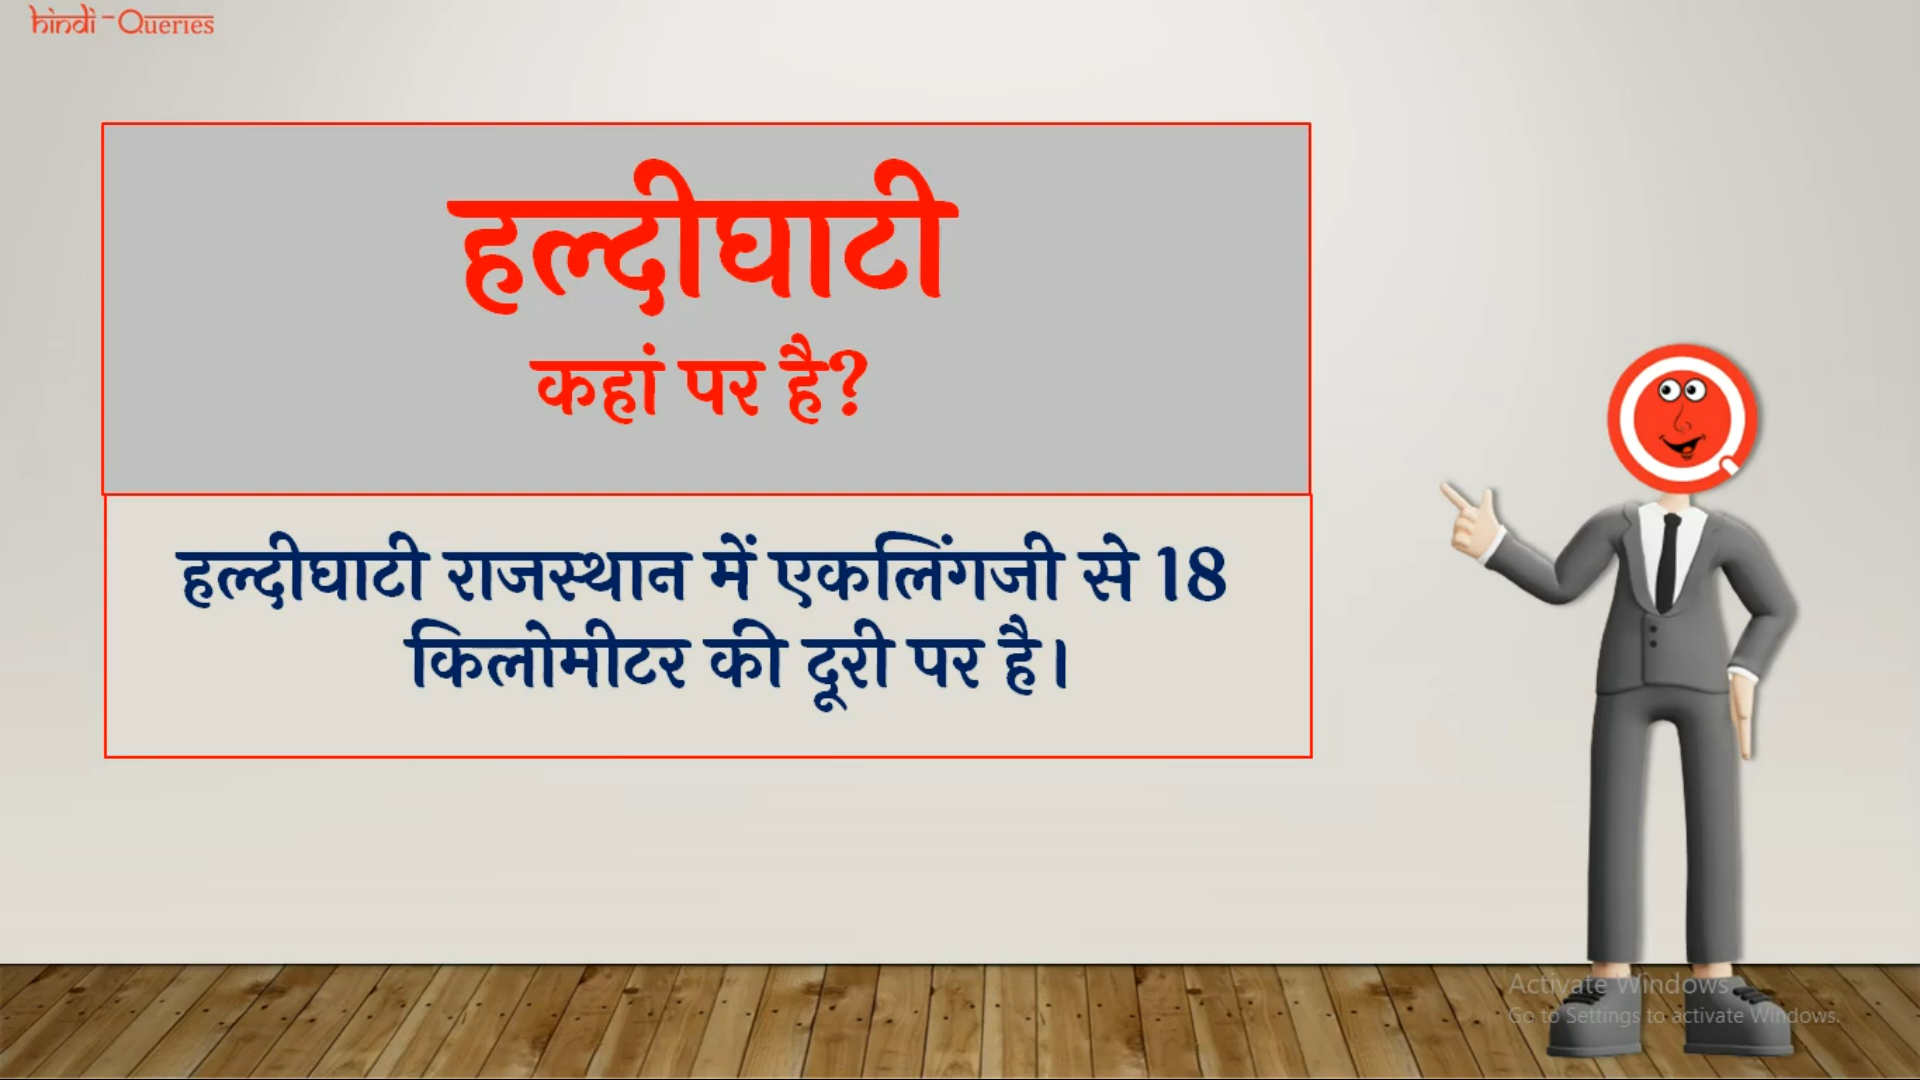 hindi-Queries
हल्दीघाटी
कहां पर है?
हल्दीघाटी राजस्थान में एकलिंगजी से 18
किलोमीटर की दूरी पर है।
Activate Windows
Go to Settings to activate Windows.